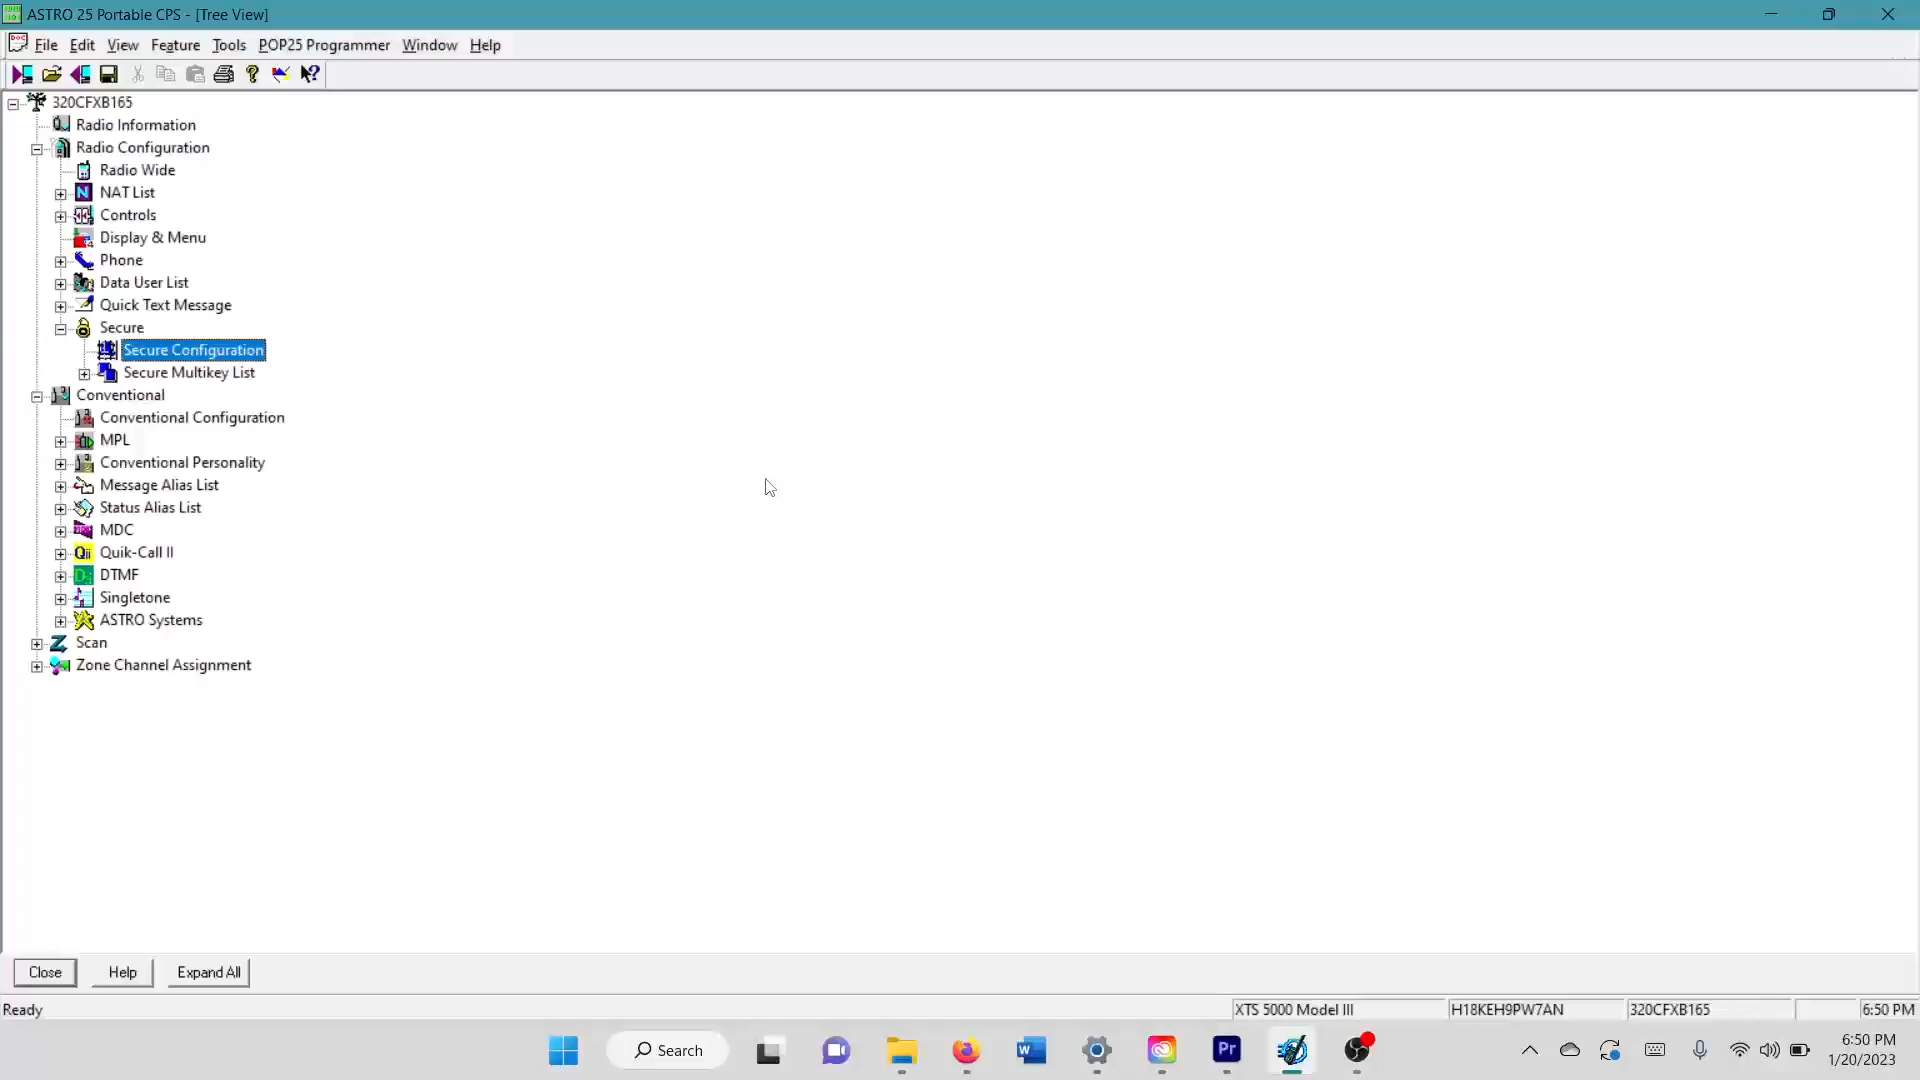 ASTRO 25 Portable CPS - [Tree View]
File Edit View Feature Tools POP25 Programmer Window Help
320CFXB165
Radio Information
Radio Configuration
Radio Wide
NAT List
Controls
Display & Menu
Phone
Data User List
Quick Text Message
Secure
Secure Configuration
Secure Multikey List
Conventional
Conventional Configuration
MPL
Conventional Personality
Message Alias List
Status Alias List
MDC
Quik-Call II
DTMF
Singletone
ASTRO Systems
Scan
Zone Channel Assignment
Close Help Expand All
Ready XTS 5000 Model III H18KEH9PW7AN 320CFXB165 6:50 PM
Search
6:50 PM
1/20/2023